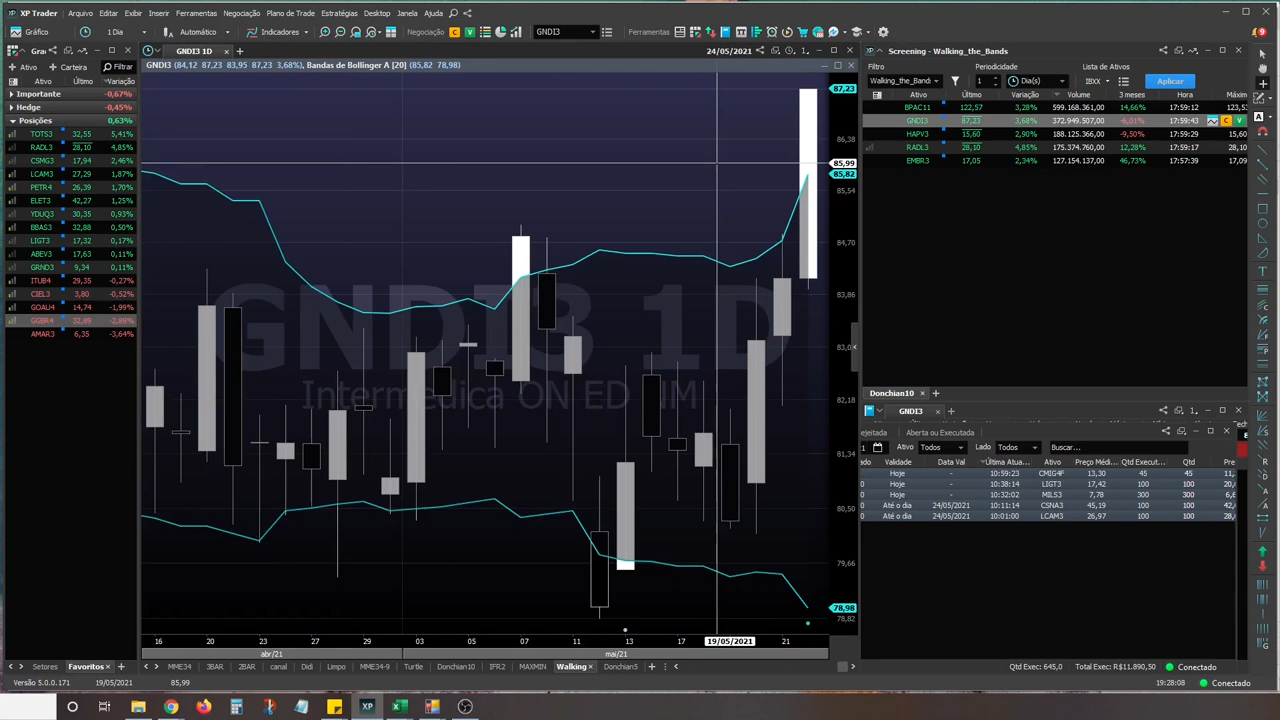 XP Trader Arquivo Editar Exibir Inserir Ferramentas Negociação Plano de Trade Estratégias Desktop Janela Ajuda
Gráfico 1 Dia Automático Indicadores Negociação C V GNDI3 Ferramentas
GNDI3 1D 24/05/2021
GNDI3 (84,12 87,23 83,95 87,23 3,68%), Bandas de Bollinger A [20] (85,82 78,98)
Ativo Carteira Filtrar
Ativo Último Variação
Importante -0,67%
Hedge -0,45%
Posições 0,63%
TOTS3 32,55 5,41%
RADL3 28,10 4,85%
CSMG3 17,94 2,46%
LCAM3 27,29 1,87%
PETR4 26,39 1,70%
ELET3 42,27 1,25%
YDUQ3 30,35 0,93%
BBAS3 32,88 0,50%
LIGT3 17,32 0,17%
ABEV3 17,63 0,11%
GRND3 9,34 0,11%
ITUB4 29,35 -0,27%
CIEL3 3,80 -0,52%
GOAU4 14,74 -1,99%
GGBR4 32,89 -2,88%
AMAR3 6,35 -3,64%
GNDI3 1D
Intermedica ON ED NM
87,23
86,38
85,99
85,82
85,54
84,70
83,86
83,0
82,18
81,34
80,50
79,66
78,98
78,82
16 20 23 27 29 03 05 07 11 13 17 19/05/2021 21
abr/21 mai/21
Setores Favoritos
MME34 3BAR 2BAR canal Didi Limpo MME34-9 Turtle Donchian10 IFR2 MAXMIN Walking Donchian5
Screening - Walking_the_Bands
Filtro Periodicidade Lista de Ativos
Walking_the_Band 1 Dia(s) IBXX Aplicar
Ativo Último Variação Volume 3 meses Hora Máxim
BPAC11 122,57 3,28% 599.168.361,00 14,66% 17:59:12 123,5
GNDI3 87,23 3,68% 372.949.507,00 -6,01% 17:59:43 C V
HAPV3 15,60 2,90% 188.125.366,00 -9,50% 17:59:29 15,60
RADL3 28,10 4,85% 175.374.760,00 12,28% 17:59:17 28,10
EMBR3 17,05 2,34% 127.154.137,00 46,73% 17:57:39 17,09
Donchian10
GNDI3
ejeitada Aberta ou Executada
1 Ativo Todos Lado Todos Buscar...
ado Validade Data Val Última Atua... Ativo Preço Médi... Qtd Execut... Qtd Pre
Hoje - 10:59:23 CMIG4F 13,30 45 45 11,
Hoje - 10:38:14 LIGT3 17,42 100 100 20,
Hoje - 10:32:02 MILS3 7,78 300 300 6,
Até o dia 24/05/2021 10:11:14 CSNA3 45,19 100 100 42,
Até o dia 24/05/2021 10:01:00 LCAM3 26,97 100 100 28,
Qtd Exec: 645,0 Total Exec: R$11.890,50 Conectado
Versão 5.0.0.171 19/05/2021 85,99 19:28:08 Conectado